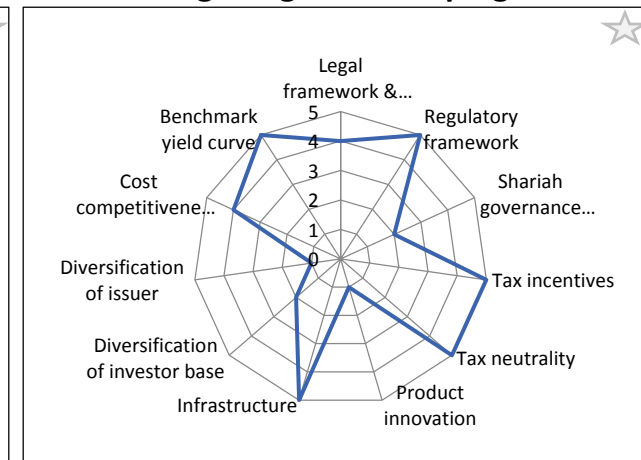 Legal
framework &...
Regulatory
framework
Shariah
governance...
Tax incentives
Tax neutrality
Product
innovation
Infrastructure
Diversification
of investor base
Diversification
of issuer
Cost
competitivene...
Benchmark
yield curve
5
4
3
2
1
0